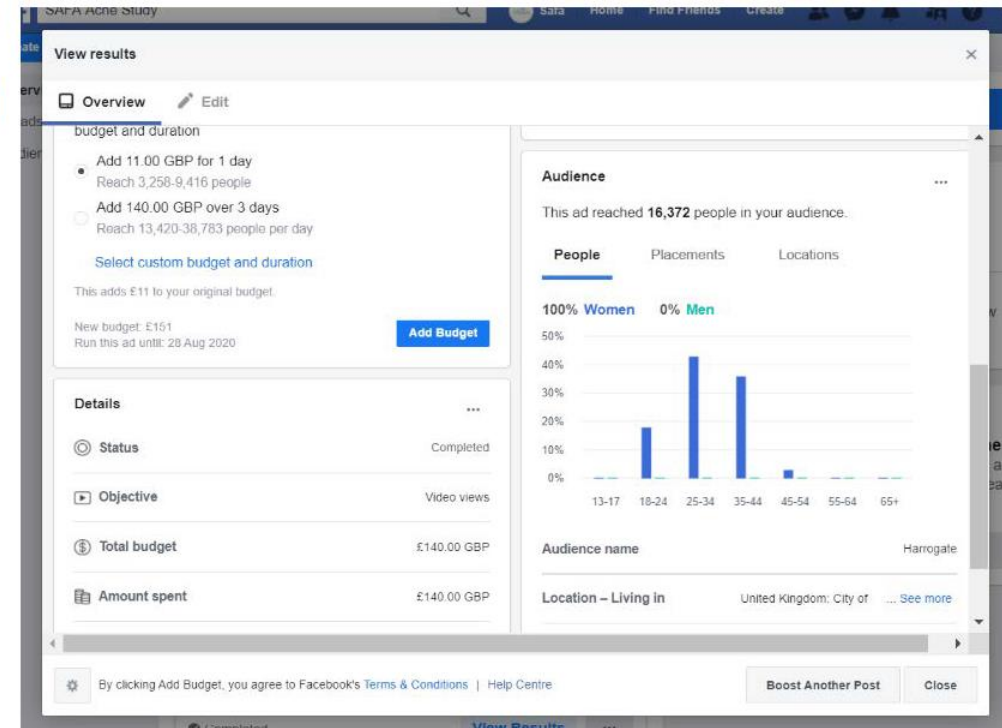 SAFA Acne Study
Safa Home Find Friends Create
View results
Overview Edit
budget and duration
Add 11.00 GBP for 1 day
Reach 3,258-9,416 people
Add 140.00 GBP over 3 days
Reach 13,420-38,783 people per day
Select custom budget and duration
This adds £11 to your original budget.
New budget: £151
Run this ad until: 28 Aug 2020
Add Budget
Details
...
Status Completed
Objective Video views
Total budget £140.00 GBP
Amount spent £140.00 GBP
Audience
...
This ad reached 16,372 people in your audience.
People Placements Locations
100% Women 0% Men
50%
40%
30%
20%
10%
0%
13-17 18-24 25-34 35-44 45-54 55-64 65+
Audience name Harrogate
Location – Living in United Kingdom: City of ... See more
By clicking Add Budget, you agree to Facebook's Terms & Conditions | Help Centre
Boost Another Post Close
Completed View Results ...